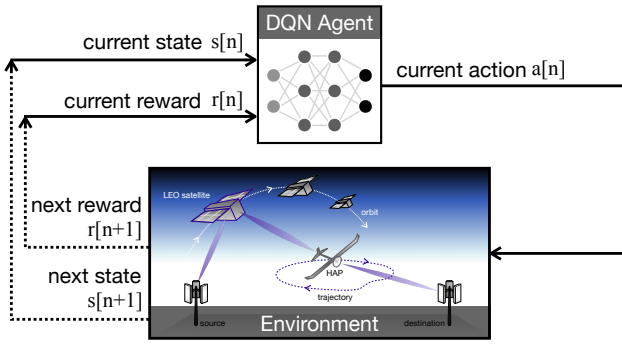 DQN Agent
current state s[n]
current action a[n]
current reward r[n]
LEO satellite
orbit
next reward
r[n+1]
HAP
next state
trajectory
s[n+1]
source
Environment
destination